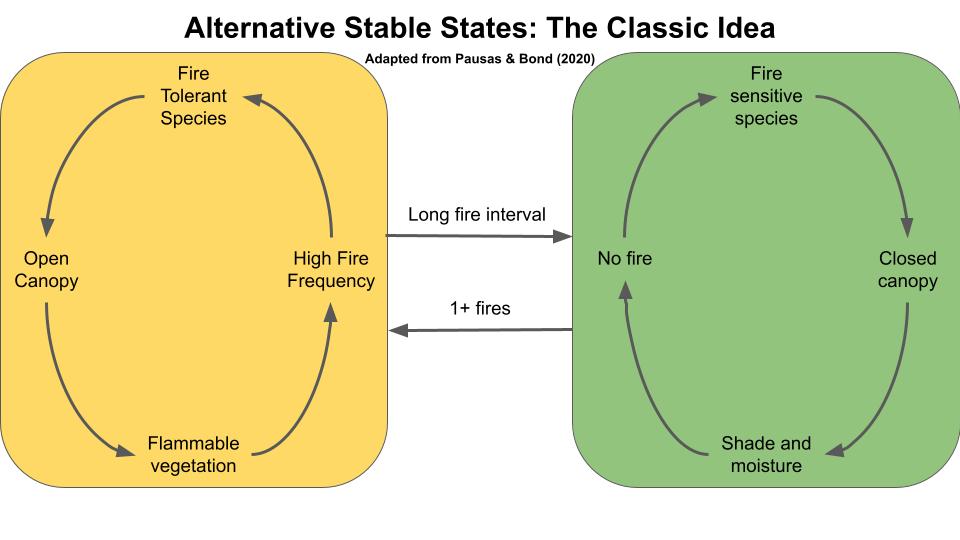 Alternative Stable States: The Classic Idea
Adapted from Pausas & Bond (2020)
Fire
Tolerant
Species
Open
Canopy
High Fire
Frequency
Flammable
vegetation
Long fire interval
1+ fires
Fire
sensitive
species
No fire
Closed
canopy
Shade and
moisture